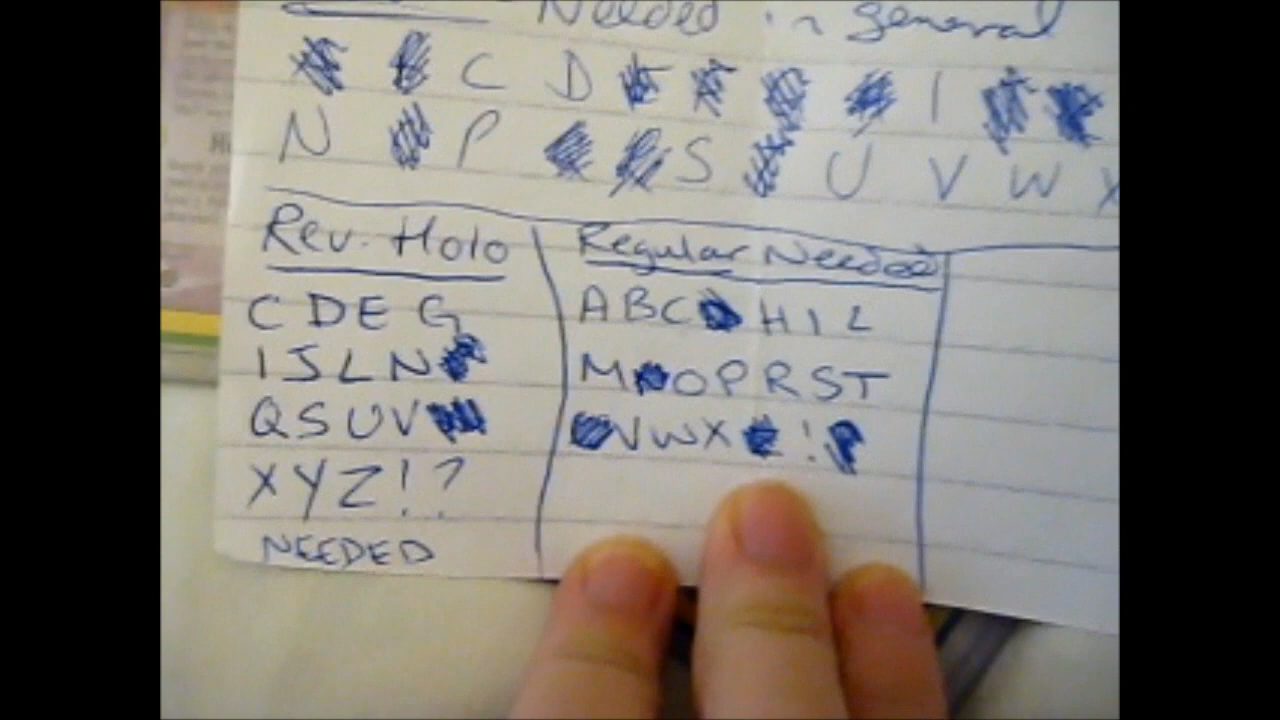 Needed in general
C D I
N P S U V W X
Rev. Holo
C D E G
I J L N
Q S U V
X Y Z ! ?
NEEDED
Regular Needed
A B C H I L
M O P R S T
V W X !